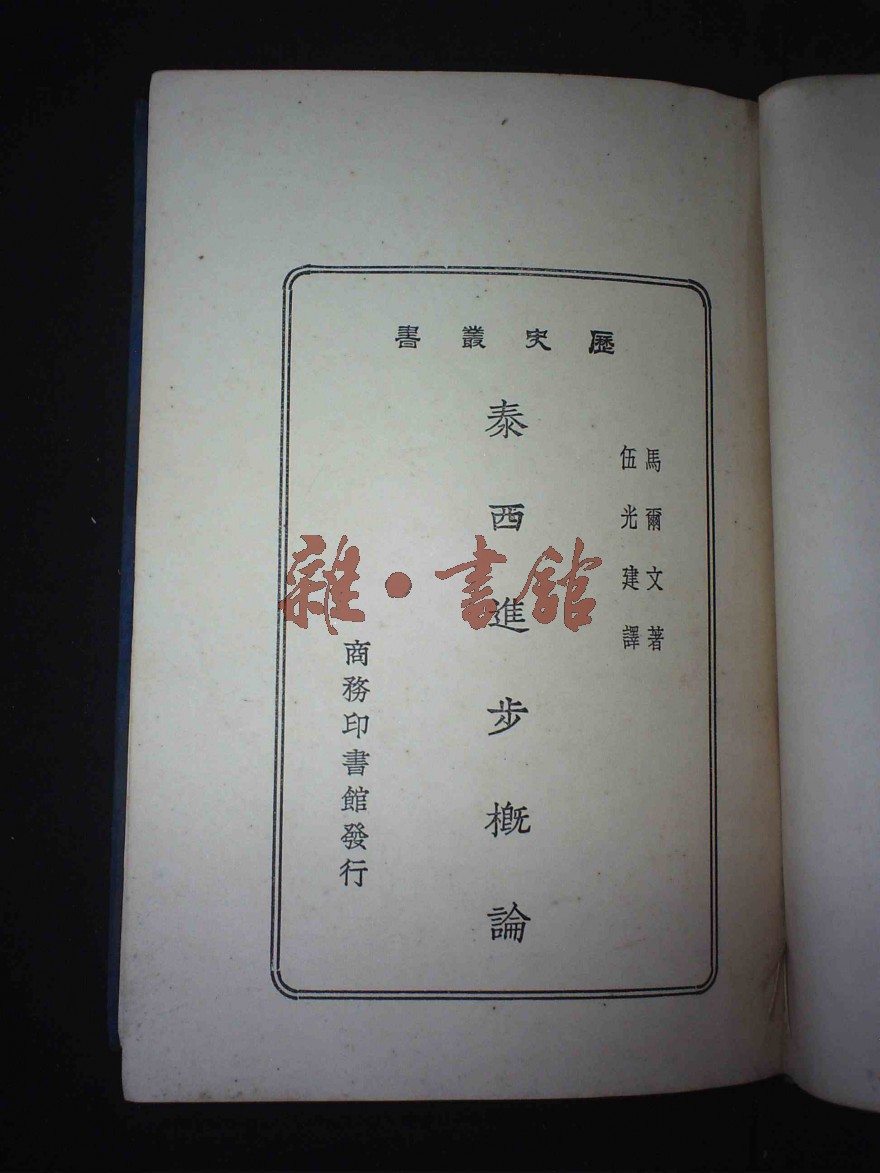 歷史叢書
馬爾文著
伍光建譯
泰西進步概論
商務印書館發行
雜·書館